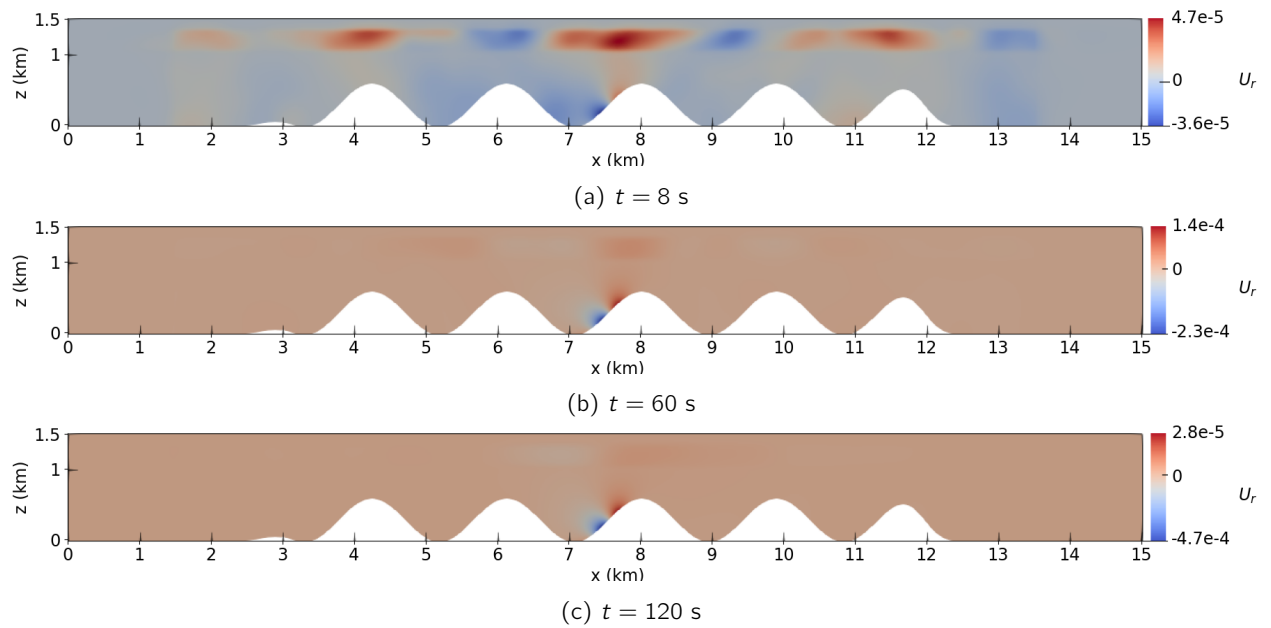 1.5
1
0
z (km)
0 1 2 3 4 5 6 7 8 9 10 11 12 13 14 15
x (km)
4.7e-5
0
-3.6e-5
U_r
(a) t = 8 s
1.5
1
0
z (km)
0 1 2 3 4 5 6 7 8 9 10 11 12 13 14 15
x (km)
1.4e-4
0
-2.3e-4
U_r
(b) t = 60 s
1.5
1
0
z (km)
0 1 2 3 4 5 6 7 8 9 10 11 12 13 14 15
x (km)
2.8e-5
0
-4.7e-4
U_r
(c) t = 120 s